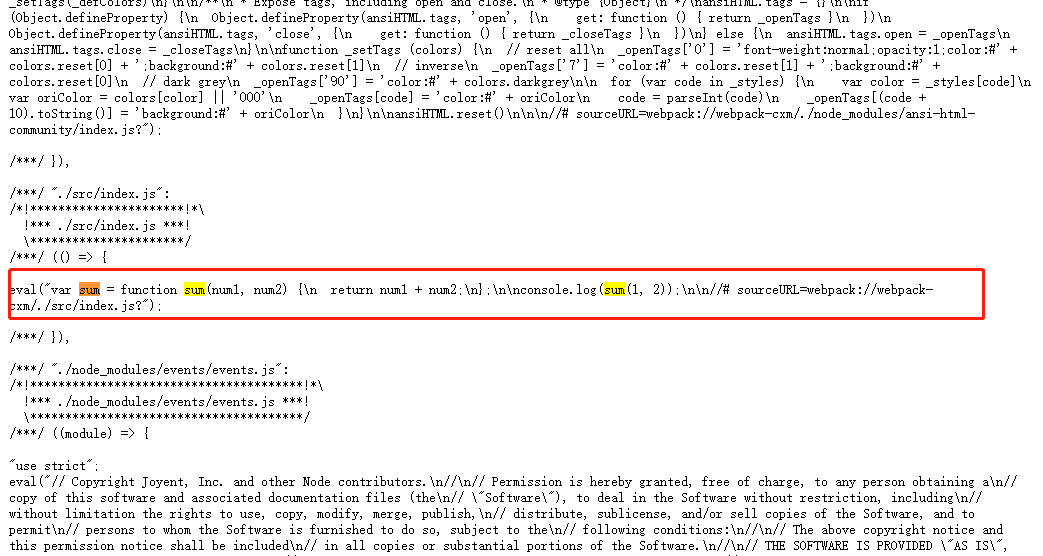 _setTags(_defColors)\n}\n\n/**\n * Expose tags, including open and close.\n * @type {Object}\n */\nansiHTML.tags = {}\n\nif
(Object.defineProperty) {\n  Object.defineProperty(ansiHTML.tags, 'open', {\n    get: function () { return _openTags }\n  })\n
Object.defineProperty(ansiHTML.tags, 'close', {\n    get: function () { return _closeTags }\n  })\n} else {\n  ansiHTML.tags.open = _openTags\n
ansiHTML.tags.close = _closeTags\n}\n\nfunction _setTags (colors) {\n  // reset all\n  _openTags['0'] = 'font-weight:normal;opacity:1;color:#' +
colors.reset[0] + ';background:#' + colors.reset[1]\n  // inverse\n  _openTags['7'] = 'color:#' + colors.reset[1] + ';background:#' +
colors.reset[0]\n  // dark grey\n  _openTags['90'] = 'color:#' + colors.darkgrey\n\n  for (var code in _styles) {\n    var color = _styles[code]\n
var oriColor = colors[color] || '000'\n    _openTags[code] = 'color:#' + oriColor\n    code = parseInt(code)\n    _openTags[(code +
10).toString()] = 'background:#' + oriColor\n  }\n}\n\nansiHTML.reset()\n\n\n//# sourceURL=webpack://webpack-cxm/./node_modules/ansi-html-
community/index.js?");
/***/ }),
/***/ "./src/index.js":
/*!**********************!*\
  !*** ./src/index.js ***!
  \**********************/
/***/ (() => {
eval("var sum = function sum(num1, num2) {\n  return num1 + num2;\n};\n\nconsole.log(sum(1, 2));\n\n//# sourceURL=webpack://webpack-
cxm/./src/index.js?");
/***/ }),
/***/ "./node_modules/events/events.js":
/*!***************************************!*\
  !*** ./node_modules/events/events.js ***!
  \***************************************/
/***/ ((module) => {
"use strict";
eval("// Copyright Joyent, Inc. and other Node contributors.\n//\n// Permission is hereby granted, free of charge, to any person obtaining a\n//
copy of this software and associated documentation files (the\n// \"Software\"), to deal in the Software without restriction, including\n//
without limitation the rights to use, copy, modify, merge, publish,\n// distribute, sublicense, and/or sell copies of the Software, and to
permit\n// persons to whom the Software is furnished to do so, subject to the\n// following conditions:\n//\n// The above copyright notice and
this permission notice shall be included\n// in all copies or substantial portions of the Software.\n//\n// THE SOFTWARE IS PROVIDED \"AS IS\",